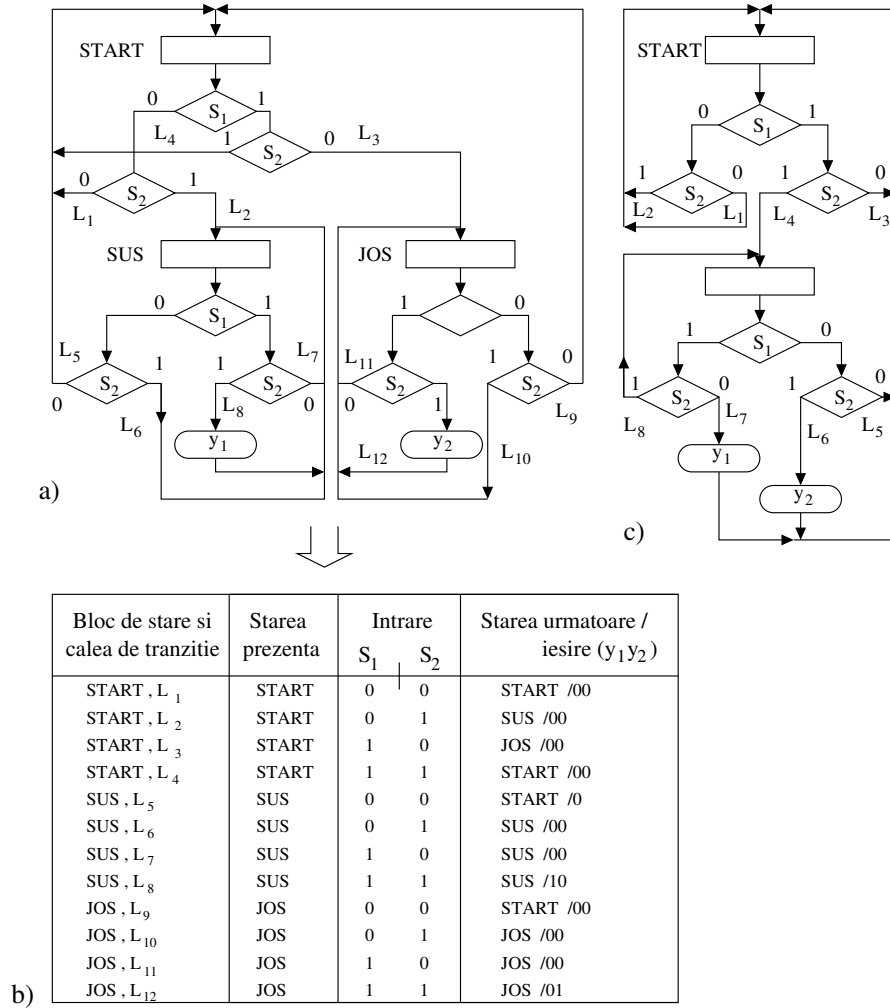 START
0 1
S1
L4 1 0 L3
S2
0 1
S2
L1
L2
SUS JOS
0 1
S1
1 0
L5 1
S2
0
L6
1 L7
S2
0
L8
y1
L11
S2
0 1
y2
L12
1 0
S2
L9
L10
a)
START
0 1
S1
1 0
S2
L2 L1
1 0
S2
L4 L3
1 0
S1
1 0
S2
L8 L7
1 0
S2
L6 L5
y1
y2
c)
Bloc de stare si calea de tranzitie | Starea prezenta | Intrare S1 S2 | Starea urmatoare / iesire (y1y2)
START , L1 START 0 0 START /00
START , L2 START 0 1 SUS /00
START , L3 START 1 0 JOS /00
START , L4 START 1 1 START /00
SUS , L5 SUS 0 0 START /0
SUS , L6 SUS 0 1 SUS /00
SUS , L7 SUS 1 0 SUS /00
SUS , L8 SUS 1 1 SUS /10
JOS , L9 JOS 0 0 START /00
JOS , L10 JOS 0 1 JOS /00
JOS , L11 JOS 1 0 JOS /00
JOS , L12 JOS 1 1 JOS /01
b)